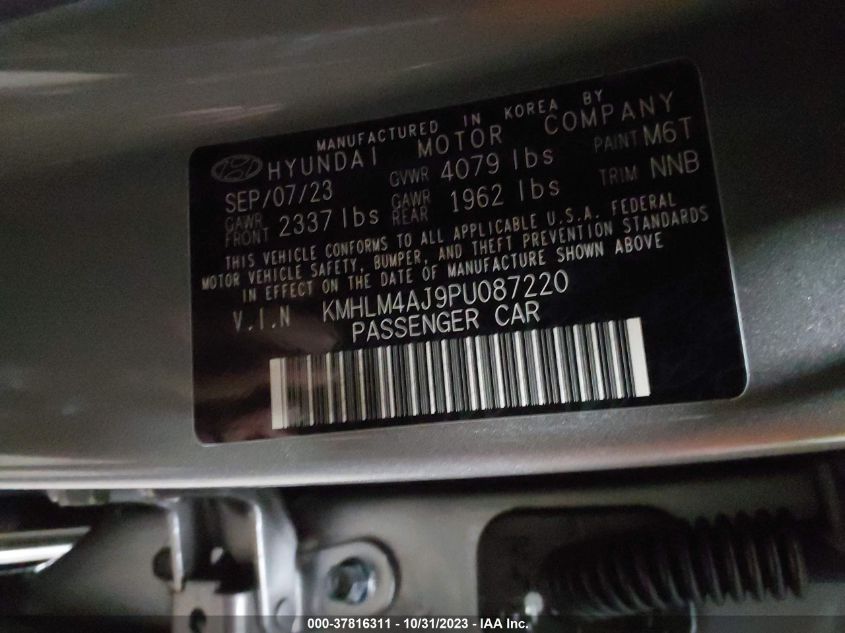 MANUFACTURED IN KOREA BY
HYUNDAI MOTOR COMPANY
SEP/07/23 GVWR 4079 lbs PAINT M6T
GAWR FRONT 2337 lbs GAWR REAR 1962 lbs TRIM NNB
THIS VEHICLE CONFORMS TO ALL APPLICABLE U.S.A. FEDERAL
MOTOR VEHICLE SAFETY, BUMPER, AND THEFT PREVENTION STANDARDS
IN EFFECT ON THE DATE OF MANUFACTURE SHOWN ABOVE
V.I.N KMHLM4AJ9PU087220
PASSENGER CAR
000-37816311 - 10/31/2023 - IAA Inc.